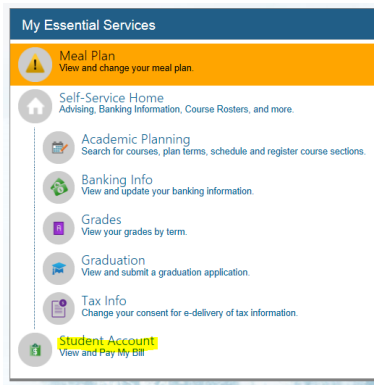 My Essential Services
Meal Plan
View and change your meal plan.
Self-Service Home
Advising, Banking Information, Course Rosters, and more.
Academic Planning
Search for courses, plan terms, schedule and register course sections.
Banking Info
View and update your banking information.
Grades
View your grades by term.
Graduation
View and submit a graduation application.
Tax Info
Change your consent for e-delivery of tax information.
Student Account
View and Pay My Bill